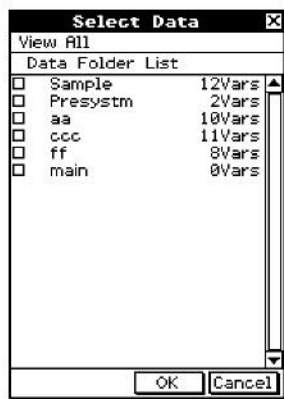 Select Data
View All
Data Folder List
Sample 12Vars
Presystm 2Vars
aa 10Vars
ccc 11Vars
ff 8Vars
main 0Vars
OK Cancel